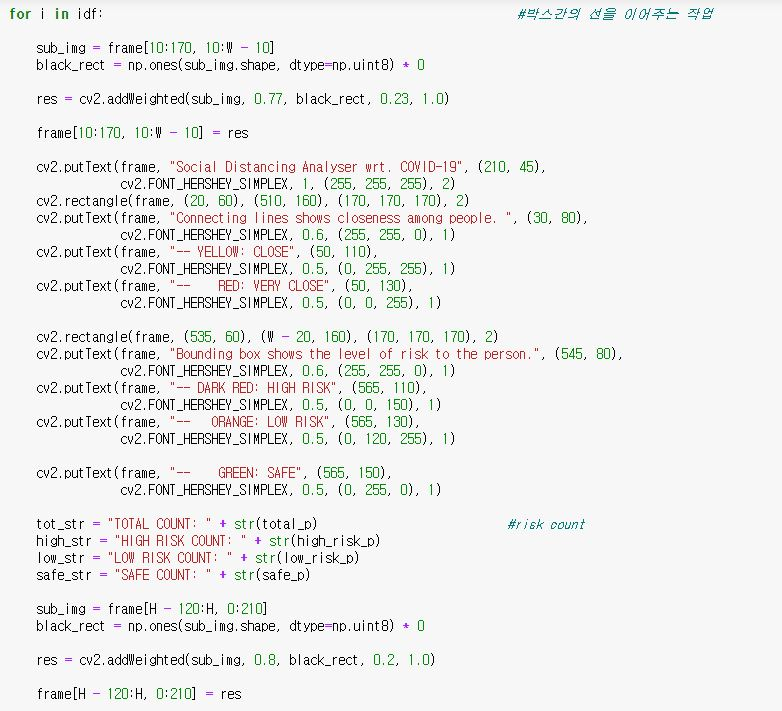 for i in idf: #박스간의 선을 이어주는 작업
sub_img = frame[10:170, 10:W - 10]
black_rect = np.ones(sub_img.shape, dtype=np.uint8) * 0
res = cv2.addWeighted(sub_img, 0.77, black_rect, 0.23, 1.0)
frame[10:170, 10:W - 10] = res
cv2.putText(frame, "Social Distancing Analyser wrt. COVID-19", (210, 45),
cv2.FONT_HERSHEY_SIMPLEX, 1, (255, 255, 255), 2)
cv2.rectangle(frame, (20, 60), (510, 160), (170, 170, 170), 2)
cv2.putText(frame, "Connecting lines shows closeness among people. ", (30, 80),
cv2.FONT_HERSHEY_SIMPLEX, 0.6, (255, 255, 0), 1)
cv2.putText(frame, "-- YELLOW: CLOSE", (50, 110),
cv2.FONT_HERSHEY_SIMPLEX, 0.5, (0, 255, 255), 1)
cv2.putText(frame, "--    RED: VERY CLOSE", (50, 130),
cv2.FONT_HERSHEY_SIMPLEX, 0.5, (0, 0, 255), 1)
cv2.rectangle(frame, (535, 60), (W - 20, 160), (170, 170, 170), 2)
cv2.putText(frame, "Bounding box shows the level of risk to the person.", (545, 80),
cv2.FONT_HERSHEY_SIMPLEX, 0.6, (255, 255, 0), 1)
cv2.putText(frame, "-- DARK RED: HIGH RISK", (565, 110),
cv2.FONT_HERSHEY_SIMPLEX, 0.5, (0, 0, 150), 1)
cv2.putText(frame, "--   ORANGE: LOW RISK", (565, 130),
cv2.FONT_HERSHEY_SIMPLEX, 0.5, (0, 120, 255), 1)
cv2.putText(frame, "--    GREEN: SAFE", (565, 150),
cv2.FONT_HERSHEY_SIMPLEX, 0.5, (0, 255, 0), 1)
tot_str = "TOTAL COUNT: " + str(total_p) #risk count
high_str = "HIGH RISK COUNT: " + str(high_risk_p)
low_str = "LOW RISK COUNT: " + str(low_risk_p)
safe_str = "SAFE COUNT: " + str(safe_p)
sub_img = frame[H - 120:H, 0:210]
black_rect = np.ones(sub_img.shape, dtype=np.uint8) * 0
res = cv2.addWeighted(sub_img, 0.8, black_rect, 0.2, 1.0)
frame[H - 120:H, 0:210] = res